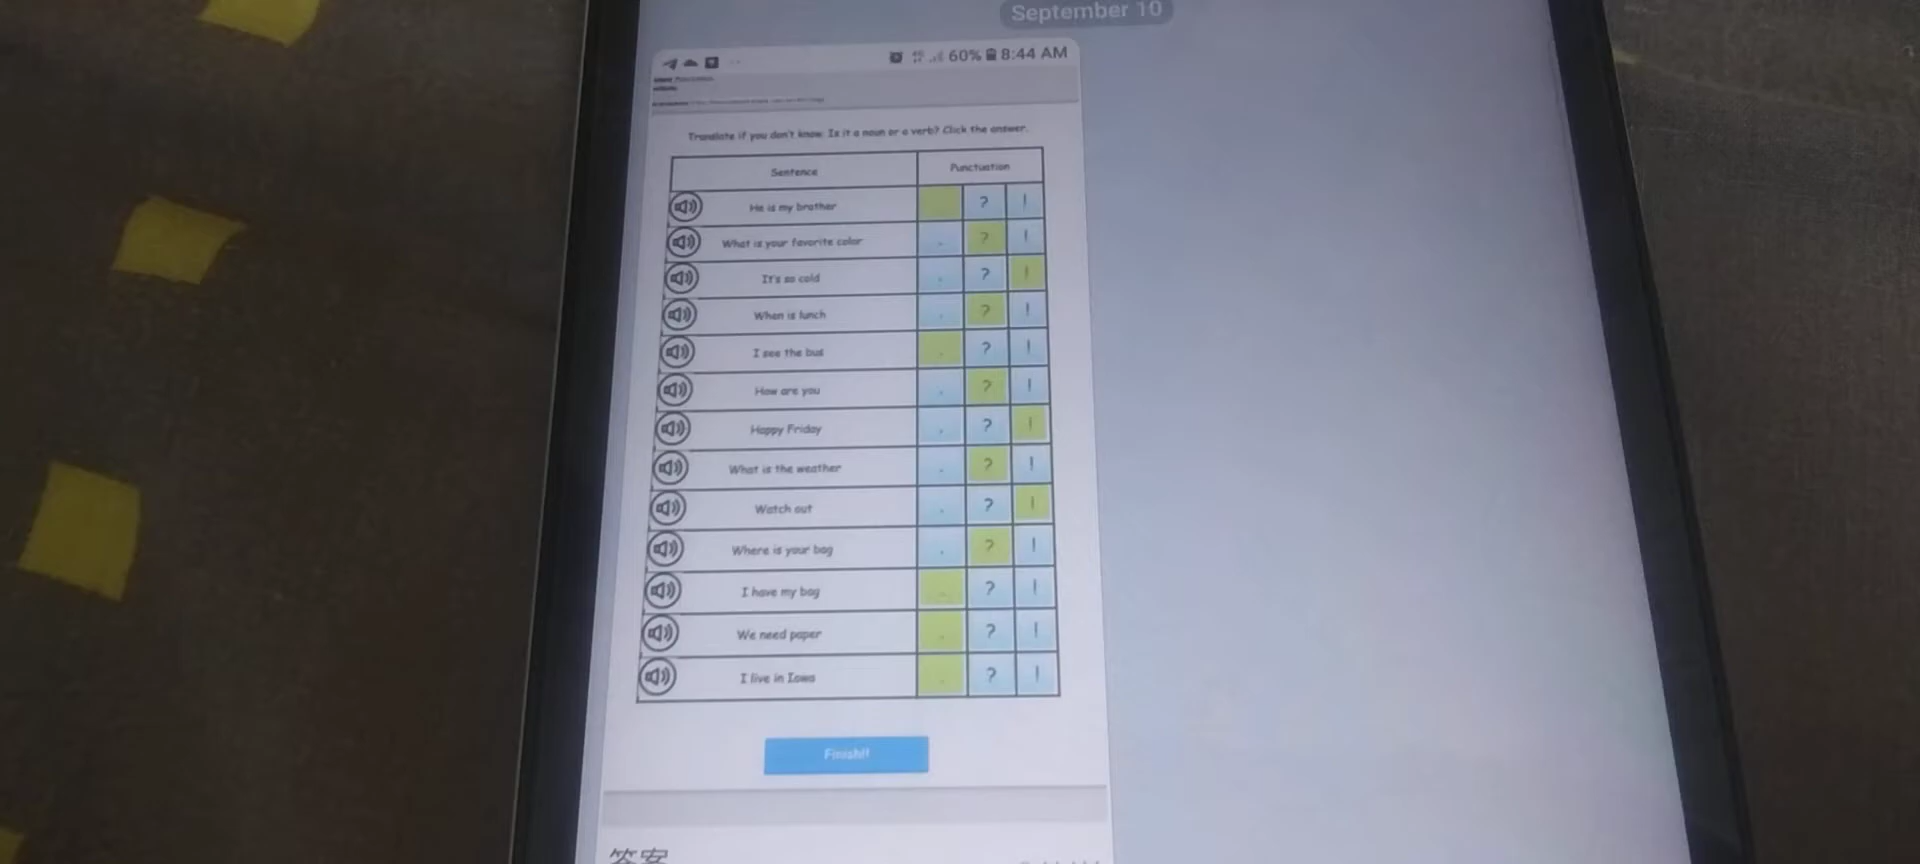 September 10
60% 8:44 AM
Translate if you don't know. Is it a noun or a verb? Click the answer.
Sentence Punctuation
He is my brother ? !
What is your favorite color . ? !
It's so cold . ? !
When is lunch . ? !
I see the bus . ? !
How are you . ? !
Happy Friday . ? !
What is the weather . ? !
Watch out . ? !
Where is your bag . ? !
I have my bag . ? !
We need paper . ? !
I live in Iowa . ? !
Finish!!
答案